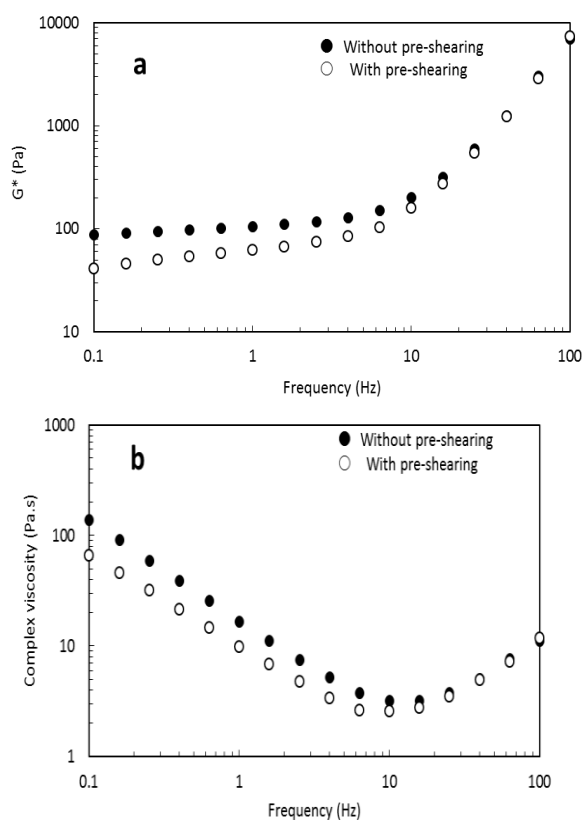 10000
1000
100
10
G* (Pa)
a
Without pre-shearing
With pre-shearing
0.1 1 10 100
Frequency (Hz)
1000
100
10
1
Complex viscosity (Pa.s)
b
Without pre-shearing
With pre-shearing
0.1 1 10 100
Frequency (Hz)